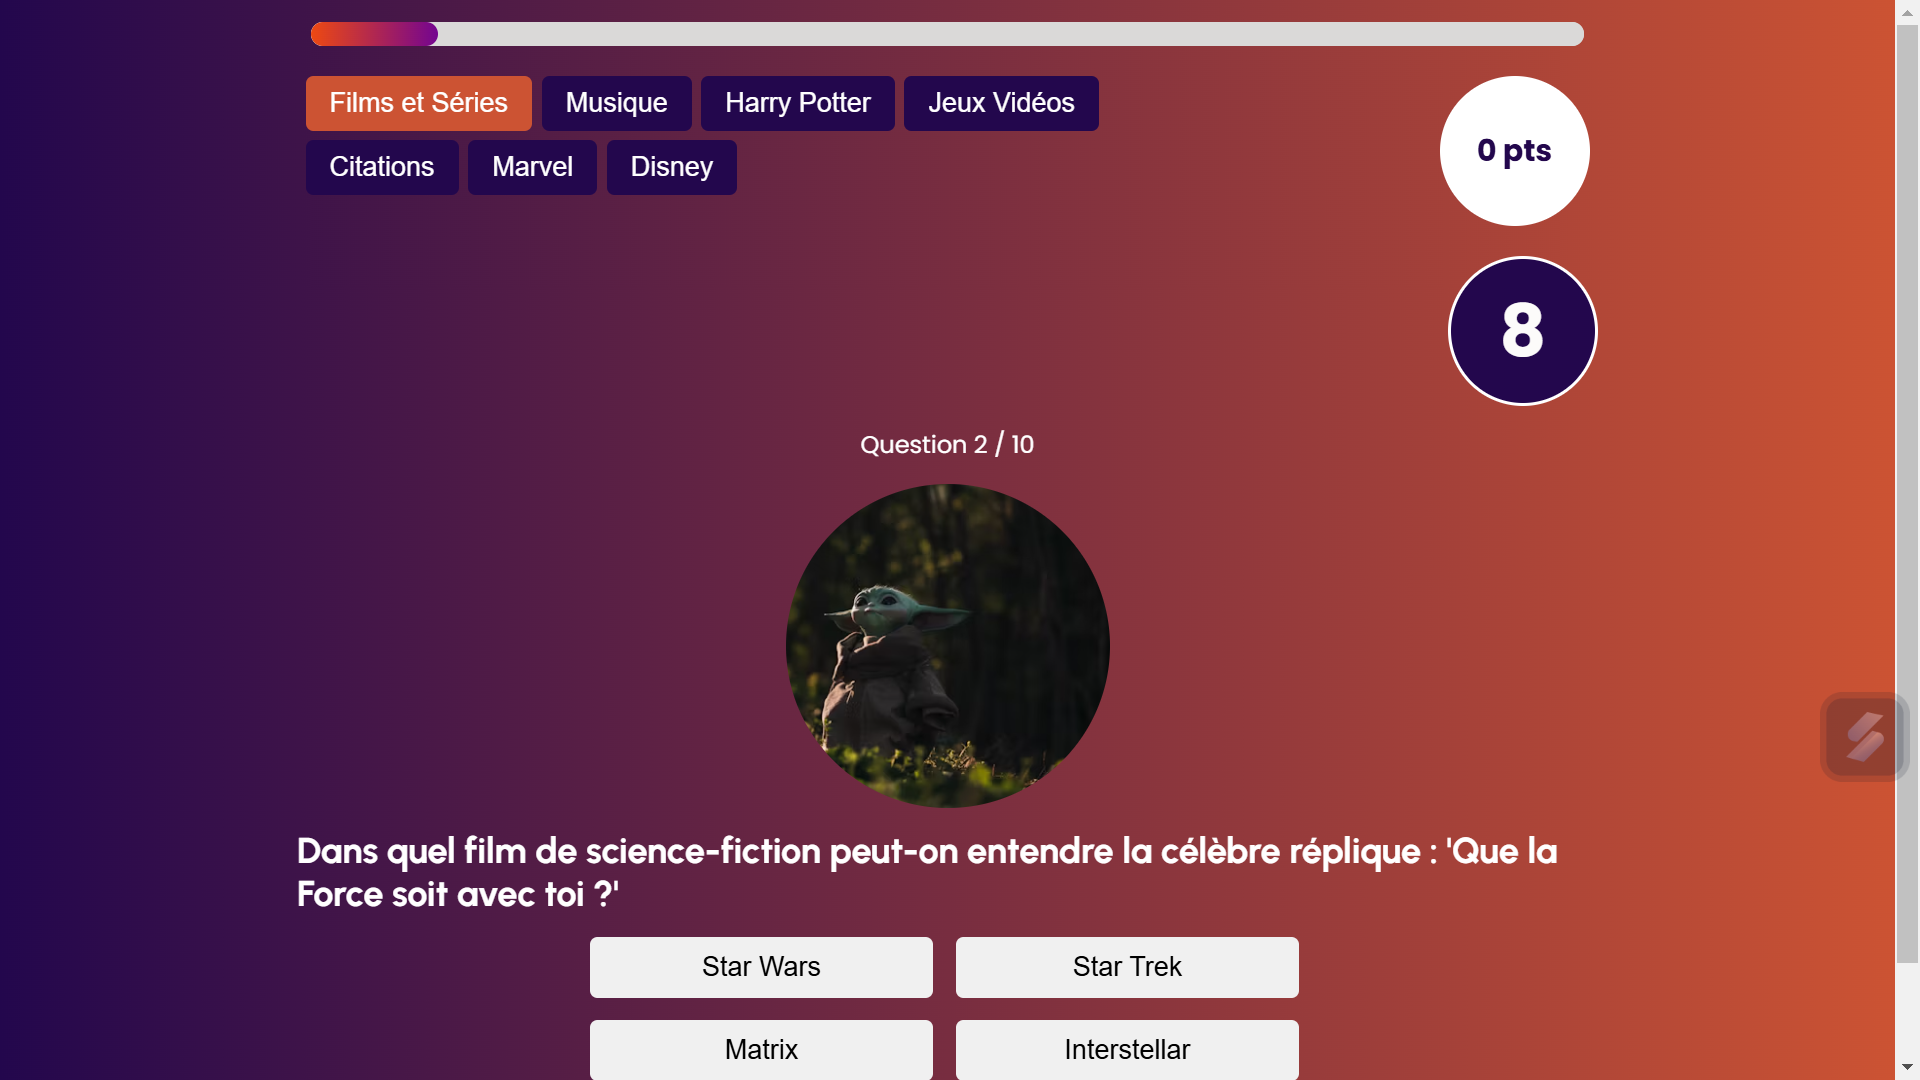 Films et Séries
Musique
Harry Potter
Jeux Vidéos
Citations
Marvel
Disney
0 pts
8
Question 2 / 10
Dans quel film de science-fiction peut-on entendre la célèbre réplique : 'Que la
Force soit avec toi ?'
Star Wars
Star Trek
Matrix
Interstellar